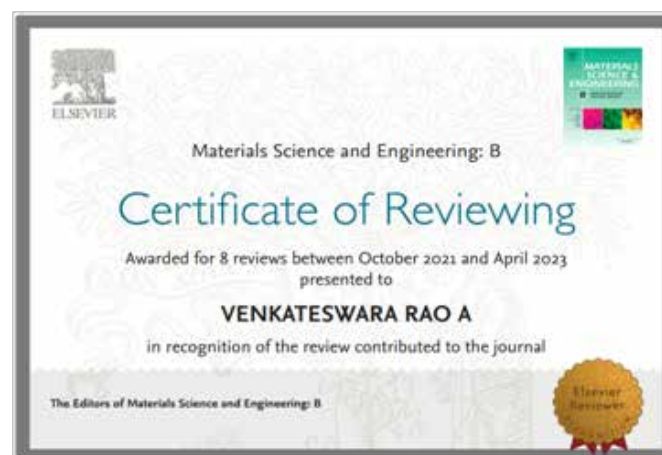 ELSEVIER
MATERIALS
SCIENCE &
ENGINEERING
B
Materials Science and Engineering: B
Certificate of Reviewing
Awarded for 8 reviews between October 2021 and April 2023
presented to
VENKATESWARA RAO A
in recognition of the review contributed to the journal
The Editors of Materials Science and Engineering: B
Elsevier
Reviewer